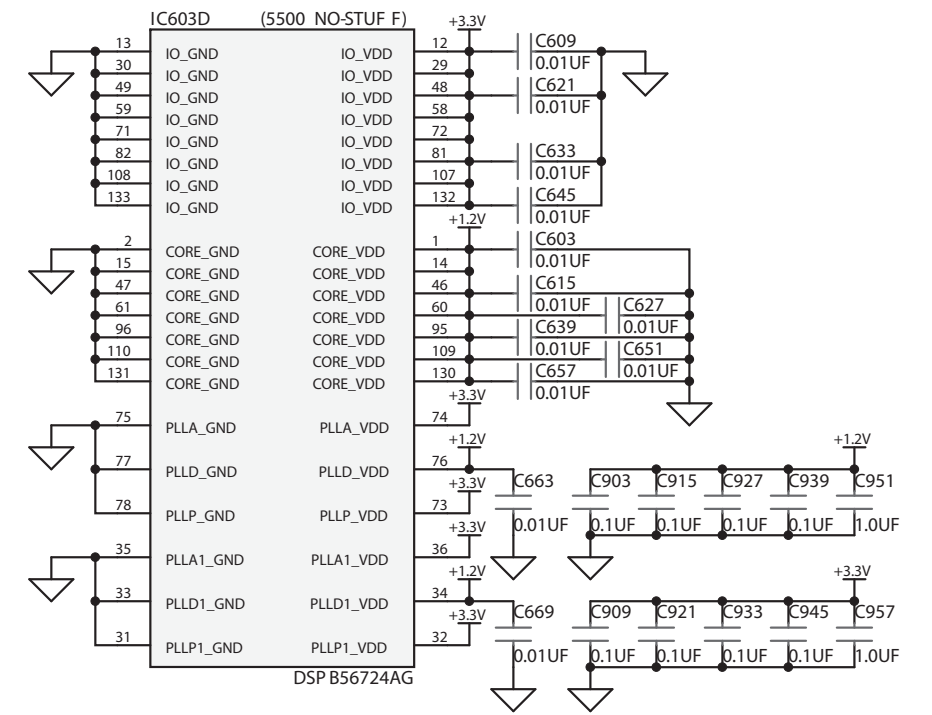 IC603D (5500 NO-STUF F)
+3.3V
13 IO_GND IO_VDD 12 C609
0.01UF
30 IO_GND IO_VDD 29
49 IO_GND IO_VDD 48 C621
0.01UF
59 IO_GND IO_VDD 58
71 IO_GND IO_VDD 72
82 IO_GND IO_VDD 81 C633
0.01UF
108 IO_GND IO_VDD 107
133 IO_GND IO_VDD 132 C645
0.01UF
+1.2V
2 CORE_GND CORE_VDD 1 C603
0.01UF
15 CORE_GND CORE_VDD 14
47 CORE_GND CORE_VDD 46 C615
0.01UF
61 CORE_GND CORE_VDD 60 C627
0.01UF
96 CORE_GND CORE_VDD 95 C639
0.01UF
110 CORE_GND CORE_VDD 109 C651
0.01UF
131 CORE_GND CORE_VDD 130 C657
0.01UF
+3.3V
75 PLLA_GND PLLA_VDD 74
+1.2V +1.2V
77 PLLD_GND PLLD_VDD 76
C663 C903 C915 C927 C939 C951
+3.3V
78 PLLP_GND PLLP_VDD 73
0.01UF 0.1UF 0.1UF 0.1UF 0.1UF 1.0UF
+3.3V
35 PLLA1_GND PLLA1_VDD 36
+1.2V +3.3V
33 PLLD1_GND PLLD1_VDD 34
C669 C909 C921 C933 C945 C957
+3.3V
31 PLLP1_GND PLLP1_VDD 32
0.01UF 0.1UF 0.1UF 0.1UF 0.1UF 1.0UF
DSP B56724AG